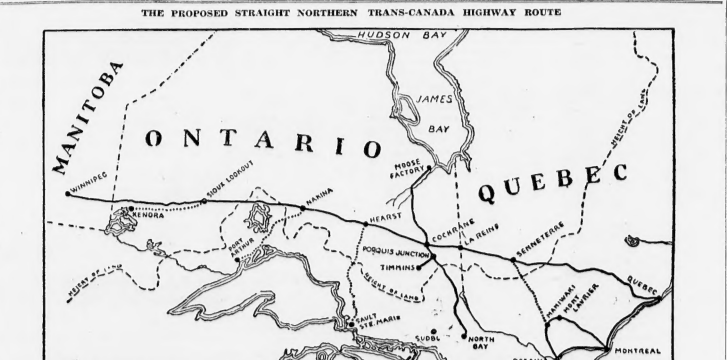 THE PROPOSED STRAIGHT NORTHERN TRANS-CANADA HIGHWAY ROUTE
HUDSON BAY
MANITOBA
JAMES
BAY
HEIGHT OF LAND
ONTARIO
MOOSE
FACTORY
QUEBEC
WINNIPEG
SIOUX LOOKOUT
NAKINA
KENORA
HEARST
COCHRANE
LA REINE
SENNETERRE
PORT
ARTHUR
PORQUIS JUNCTION
TIMMINS
HEIGHT OF LAND
HEIGHT OF LAND
QUEBEC
MANIWAKI
MONT
LAURIER
SAULT
STE. MARIE
NORTH
BAY
MONTREAL